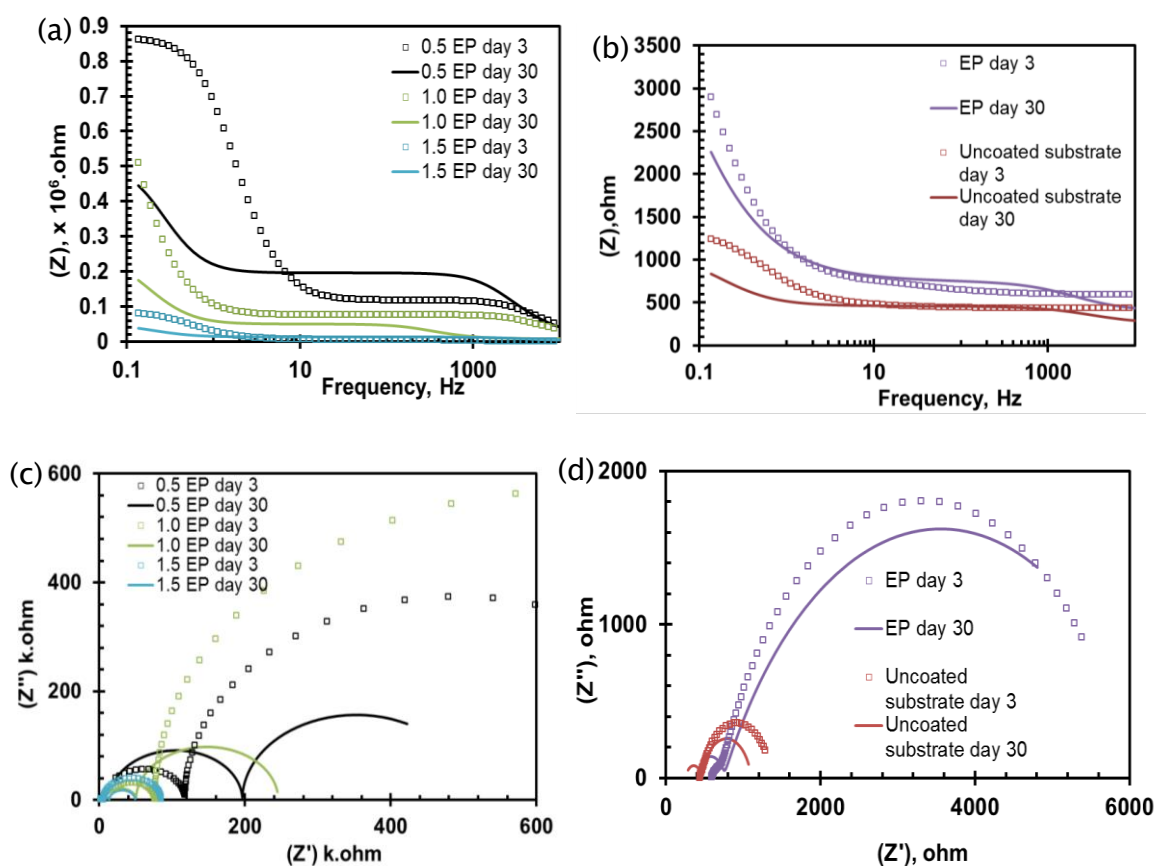 (a)
0.9
0.8
0.7
0.6
0.5
0.4
0.3
0.2
0.1
0
(Z), x 10⁶.ohm
0.1
10
1000
Frequency, Hz
0.5 EP day 3
0.5 EP day 30
1.0 EP day 3
1.0 EP day 30
1.5 EP day 3
1.5 EP day 30
(b)
3500
3000
2500
2000
1500
1000
500
0
(Z),ohm
0.1
10
1000
Frequency, Hz
EP day 3
EP day 30
Uncoated substrate
day 3
Uncoated substrate
day 30
(c)
600
400
200
0
(Z'') k.ohm
0
200
400
600
(Z') k.ohm
0.5 EP day 3
0.5 EP day 30
1.0 EP day 3
1.0 EP day 30
1.5 EP day 3
1.5 EP day 30
(d)
2000
1000
0
(Z''), ohm
0
2000
4000
6000
(Z'), ohm
EP day 3
EP day 30
Uncoated
substrate day 3
Uncoated
substrate day 30